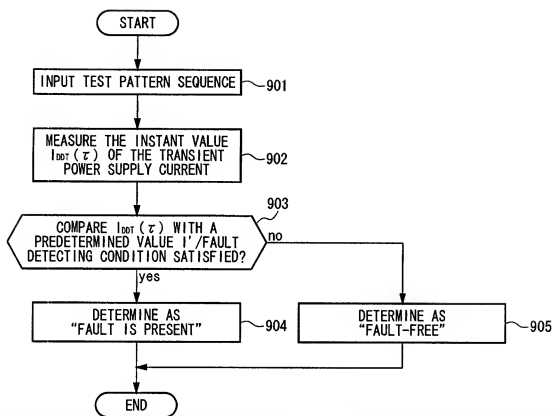 START
INPUT TEST PATTERN SEQUENCE
901
MEASURE THE INSTANT VALUE
IDDT(τ) OF THE TRANSIENT
POWER SUPPLY CURRENT
902
903
COMPARE IDDT(τ) WITH A
PREDETERMINED VALUE I'/FAULT
DETECTING CONDITION SATISFIED?
no
yes
DETERMINE AS
"FAULT IS PRESENT"
904
DETERMINE AS
"FAULT-FREE"
905
END